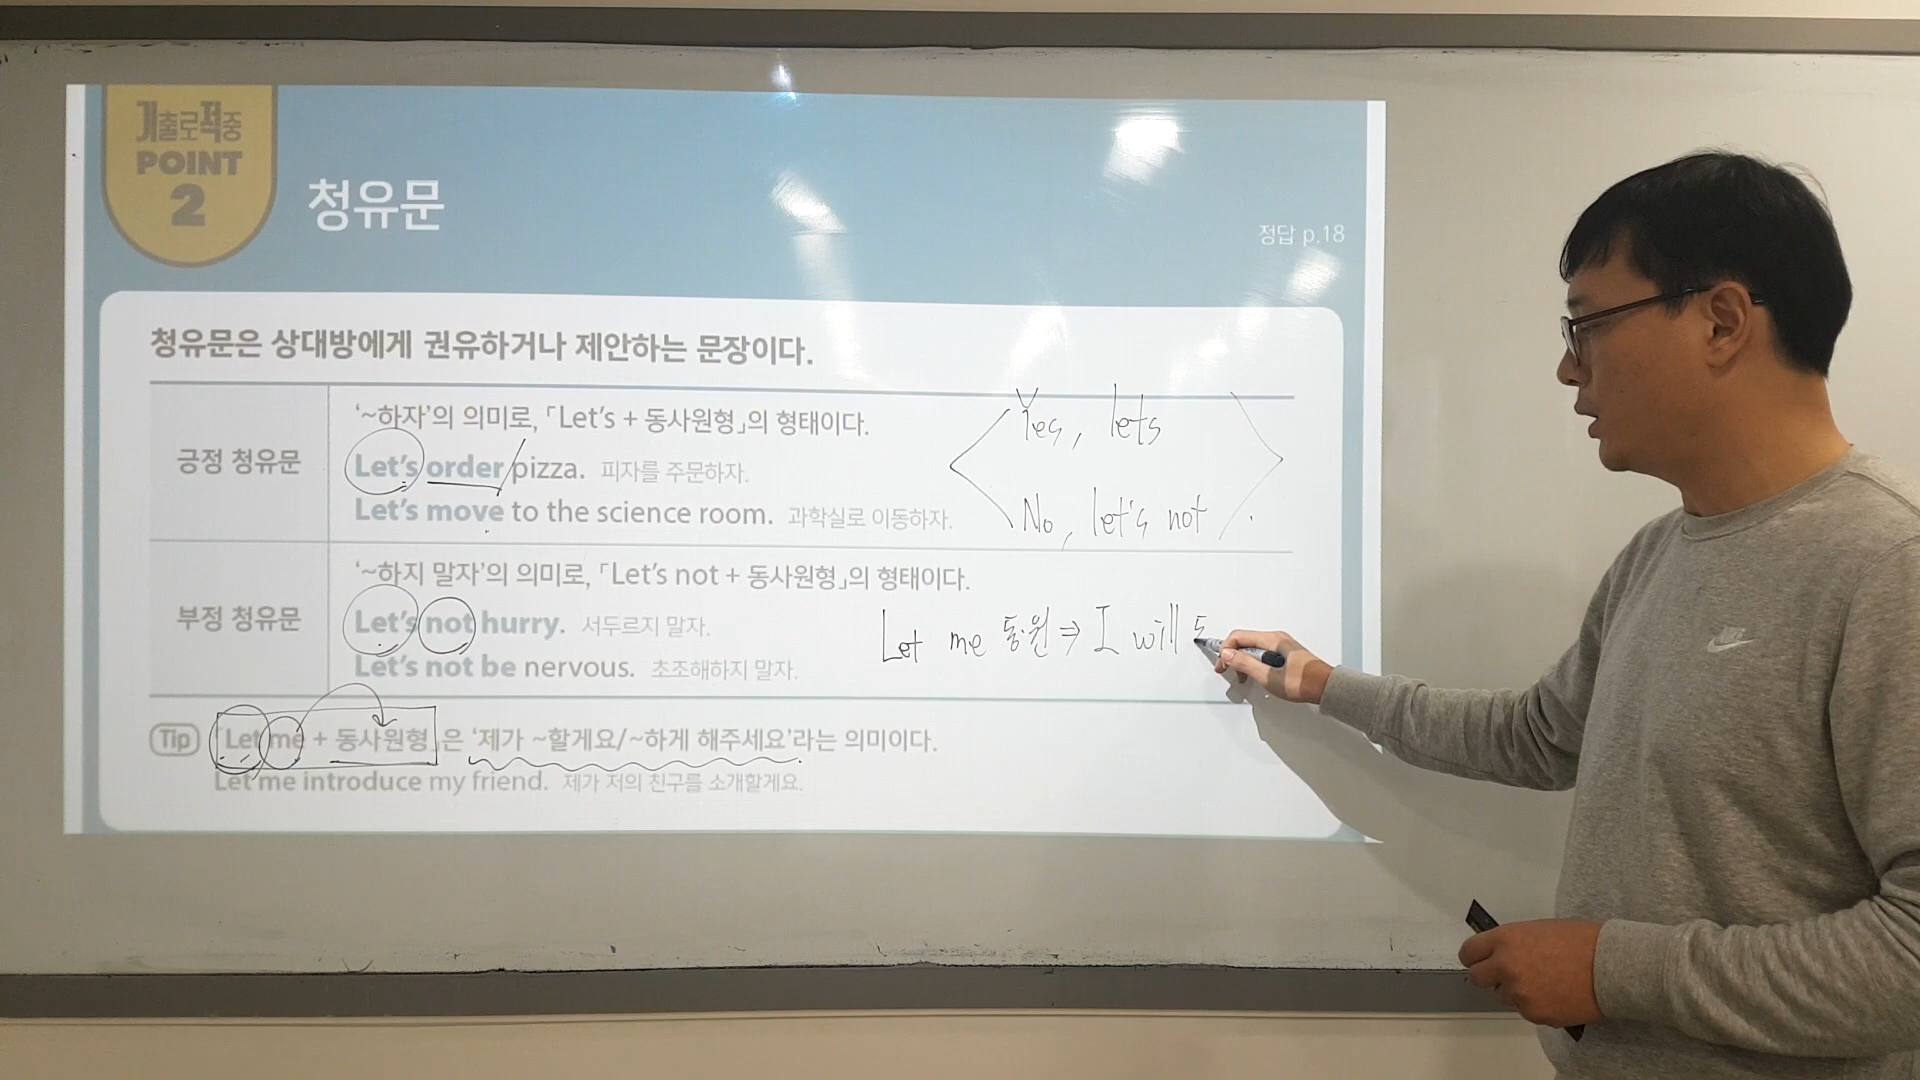 기출로적중
POINT
2
청유문
정답 p.18
청유문은 상대방에게 권유하거나 제안하는 문장이다.
긍정 청유문
‘~하자’의 의미로, 「Let's + 동사원형」의 형태이다.
Let's order pizza. 피자를 주문하자.
Let's move to the science room. 과학실로 이동하자.
Yes, lets
No, let's not .
부정 청유문
‘~하지 말자’의 의미로, 「Let's not + 동사원형」의 형태이다.
Let's not hurry. 서두르지 말자.
Let's not be nervous. 초조해하지 말자.
Let me 동·원 ⇒ I will 도
Tip 「Let me + 동사원형」은 ‘제가 ~할게요/~하게 해주세요’라는 의미이다.
Let me introduce my friend. 제가 저의 친구를 소개할게요.